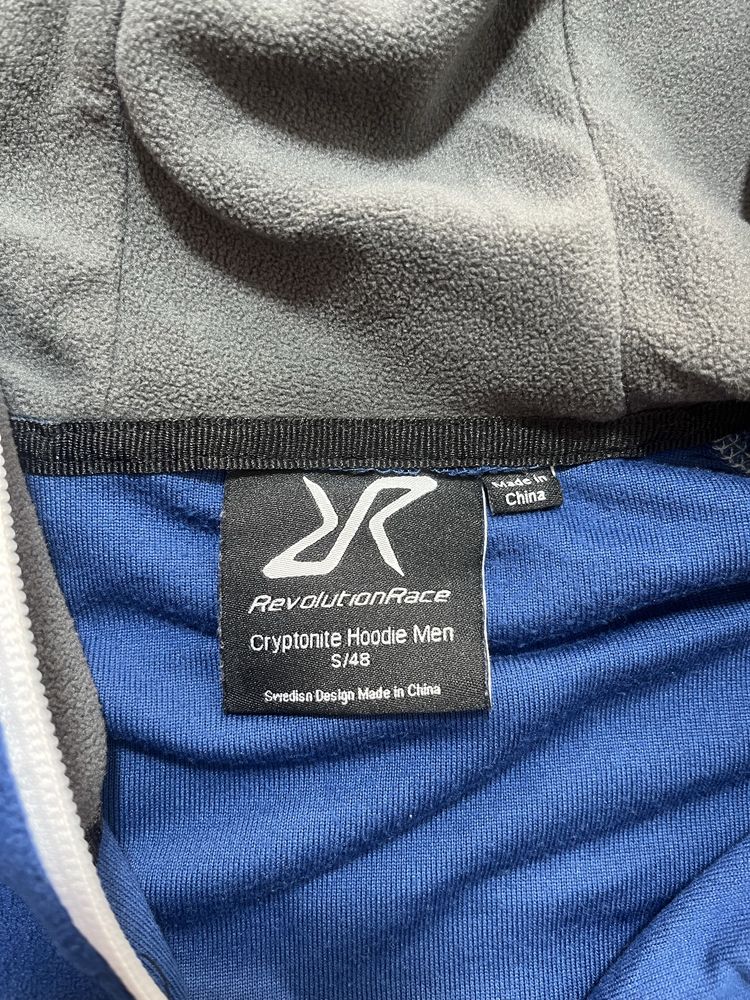 Made in
China
RevolutionRace
Cryptonite Hoodie Men
S/48
Swedish Design Made in China